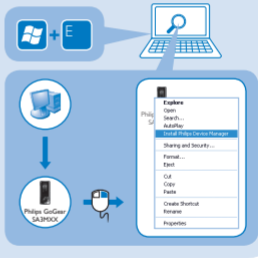 E
Philips GoGear
SA3MXX
Explore
Open
Search...
AutoPlay
Install Philips Device Manager
Sharing and Security...
Format...
Eject
Cut
Copy
Paste
Create Shortcut
Rename
Properties